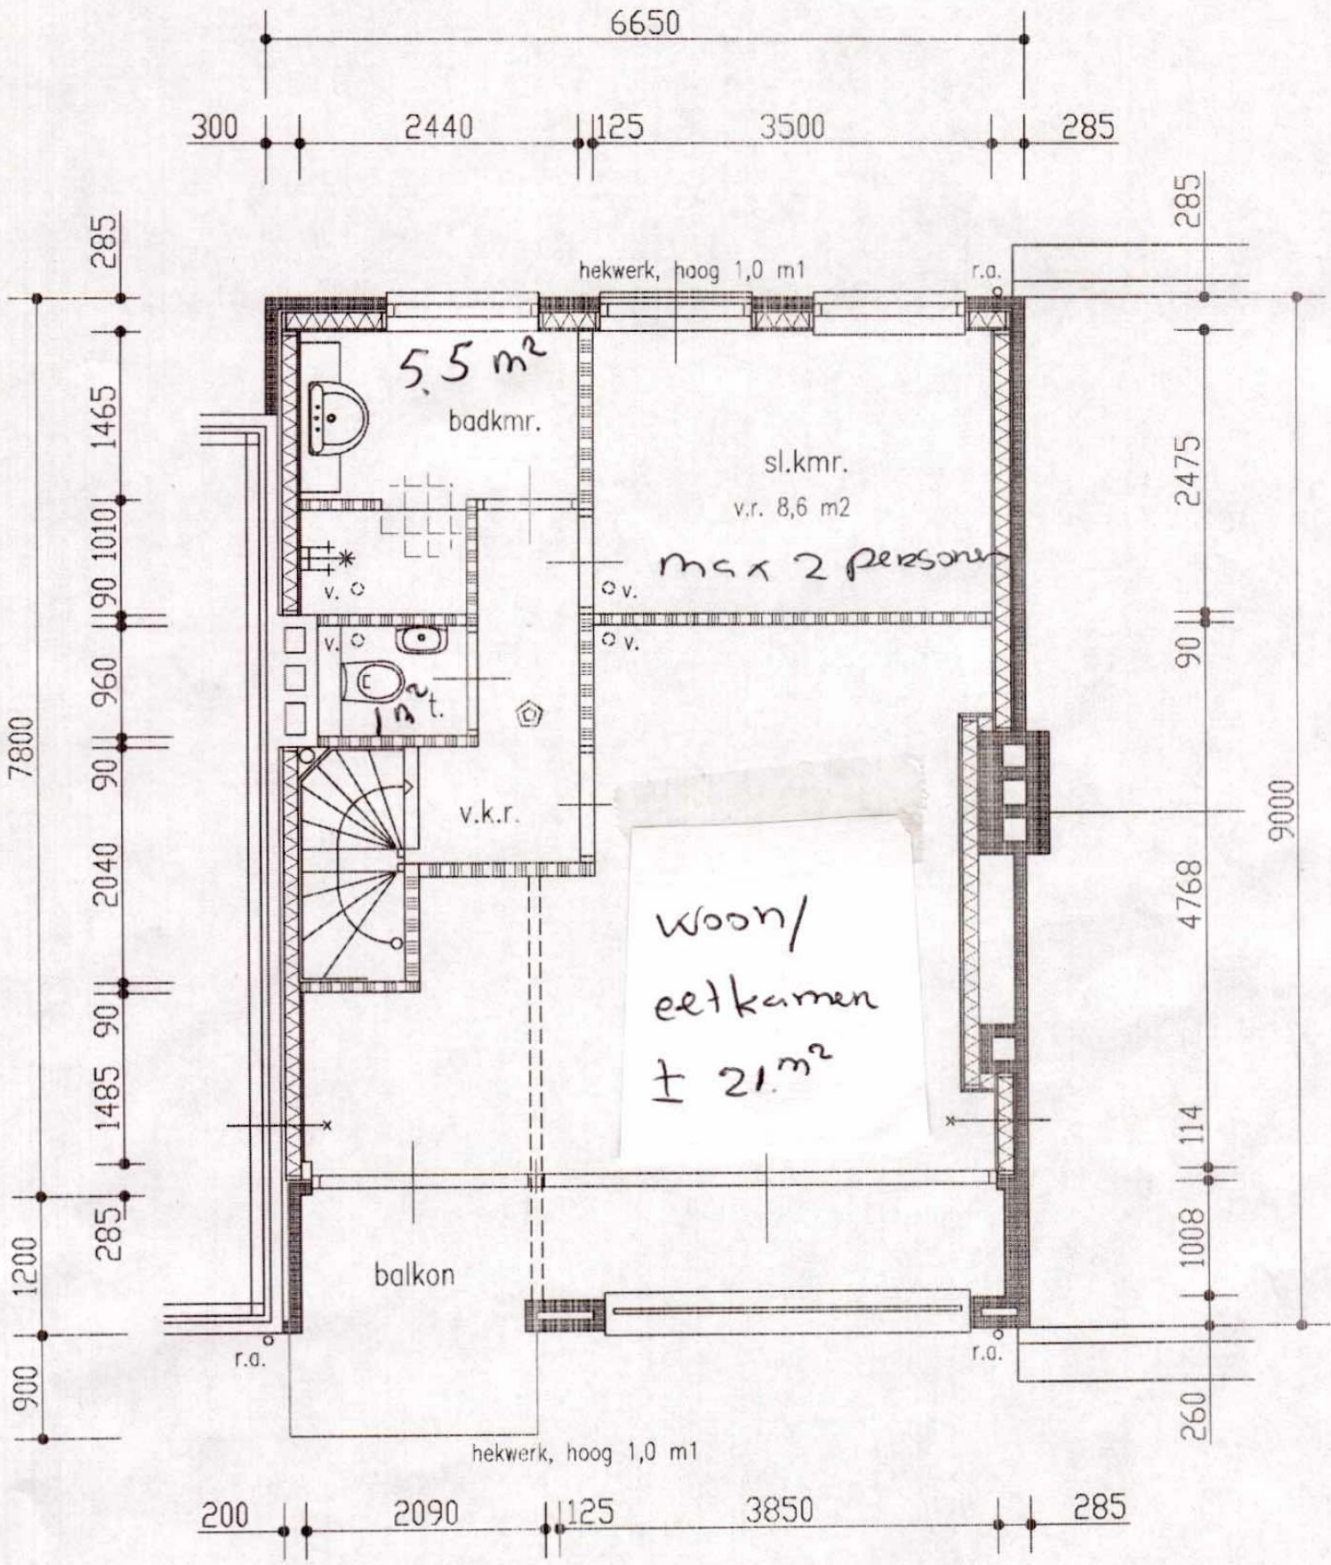 6650
300 2440 125 3500 285
285
285
hekwerk, hoog 1,0 m1
r.a.
5,5 m²
badkmr.
1465
sl.kmr.
v.r. 8,6 m2
2475
1010
max 2 personen
90
v.
v.
v.
v.
960
90
1 m²
t.
7800
90
v.k.r.
9000
2040
4768
woon/
eetkamer
± 21 m²
90
1485
114
285
1200
1008
balkon
r.a.
r.a.
900
260
hekwerk, hoog 1,0 m1
200 2090 125 3850 285